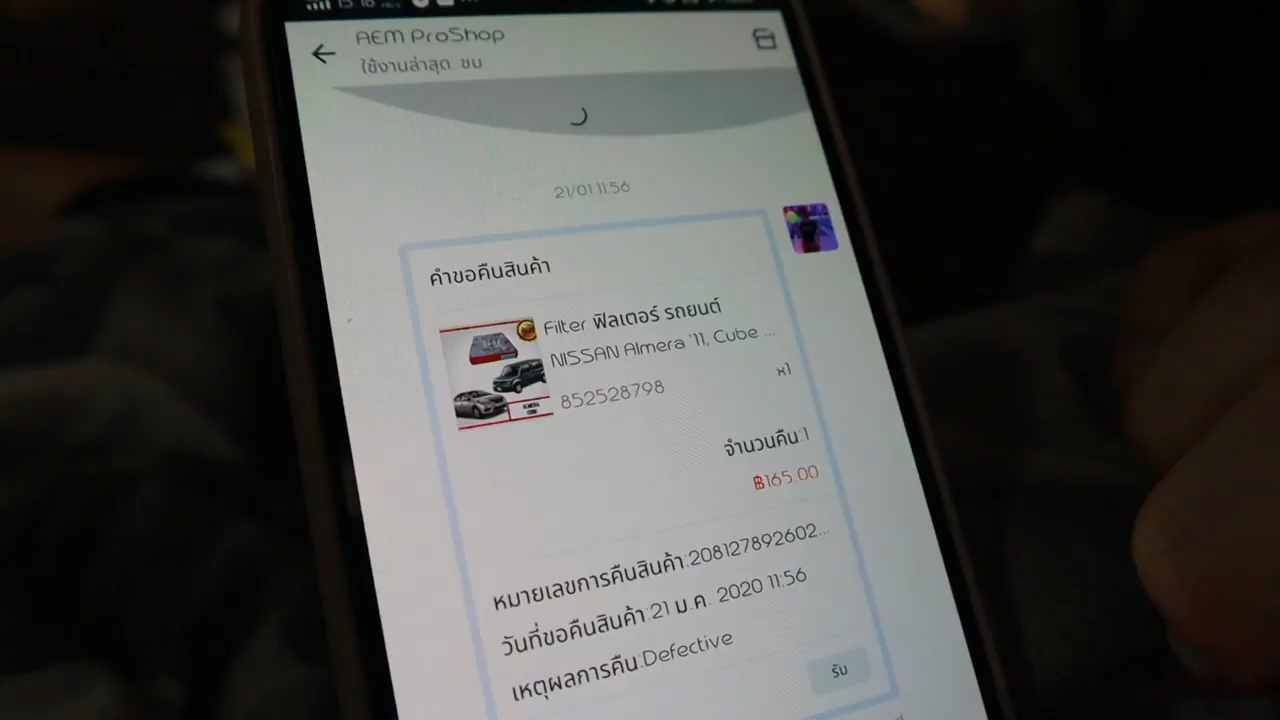 15:18
AEM ProShop
ใช้งานล่าสุด ชม
21/01 11:56
คำขอคืนสินค้า
Filter ฟิลเตอร์ รถยนต์
NISSAN Almera '11, Cube ...
852528798
x1
จำนวนคืน:1
฿165.00
หมายเลขการคืนสินค้า:208127892602...
วันที่ขอคืนสินค้า:21 ม.ค. 2020 11:56
เหตุผลการคืน:Defective
รับ